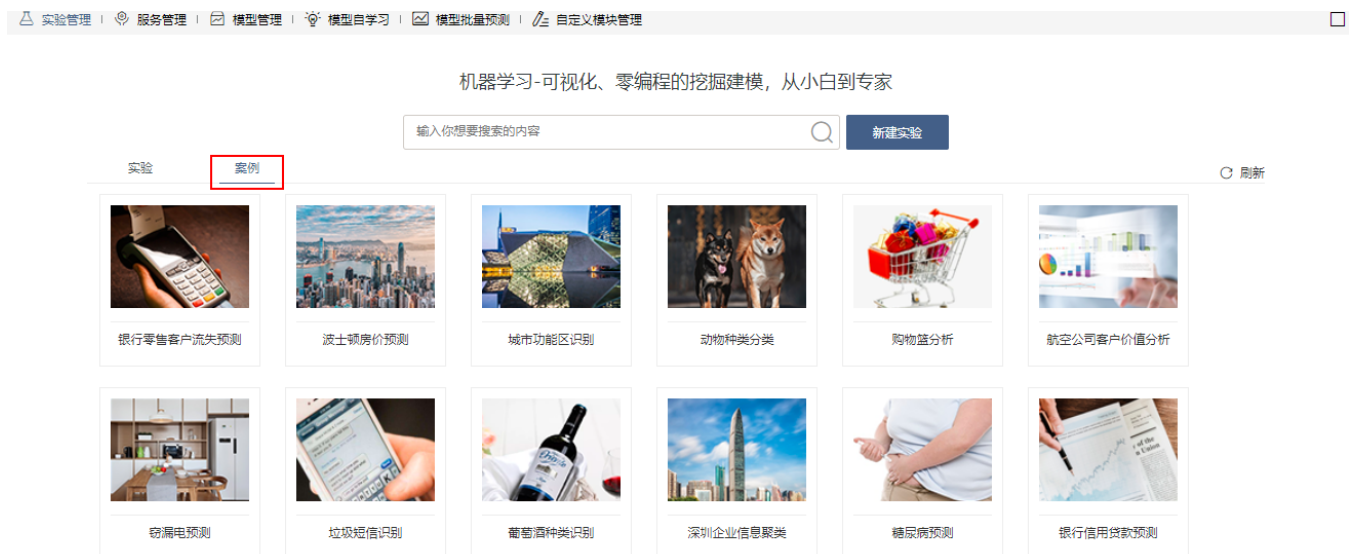 实验管理 服务管理 模型管理 模型自学习 模型批量预测 自定义模块管理
机器学习-可视化、零编程的挖掘建模，从小白到专家
输入你想要搜索的内容 新建实验
实验 案例 刷新
银行零售客户流失预测 波士顿房价预测 城市功能区识别 动物种类分类 购物篮分析 航空公司客户价值分析
窃漏电预测 垃圾短信识别 葡萄酒种类识别 深圳企业信息聚类 糖尿病预测 银行信用贷款预测